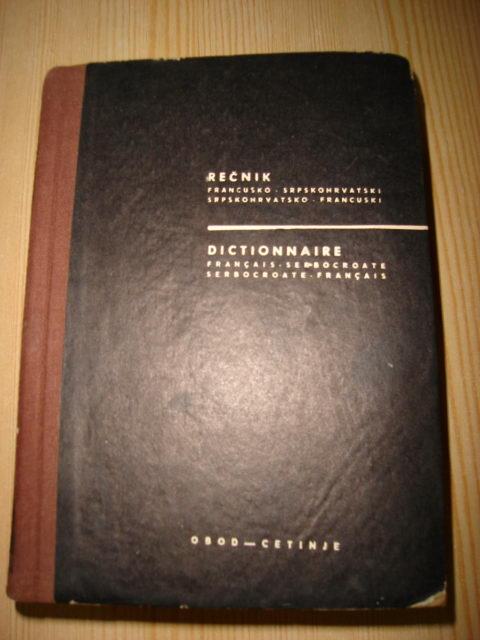 REČNIK
FRANCUSKO - SRPSKOHRVATSKI
SRPSKOHRVATSKO - FRANCUSKI
DICTIONNAIRE
FRANÇAIS - SERBOCROATE
SERBOCROATE - FRANÇAIS
OBOD — CETINJE